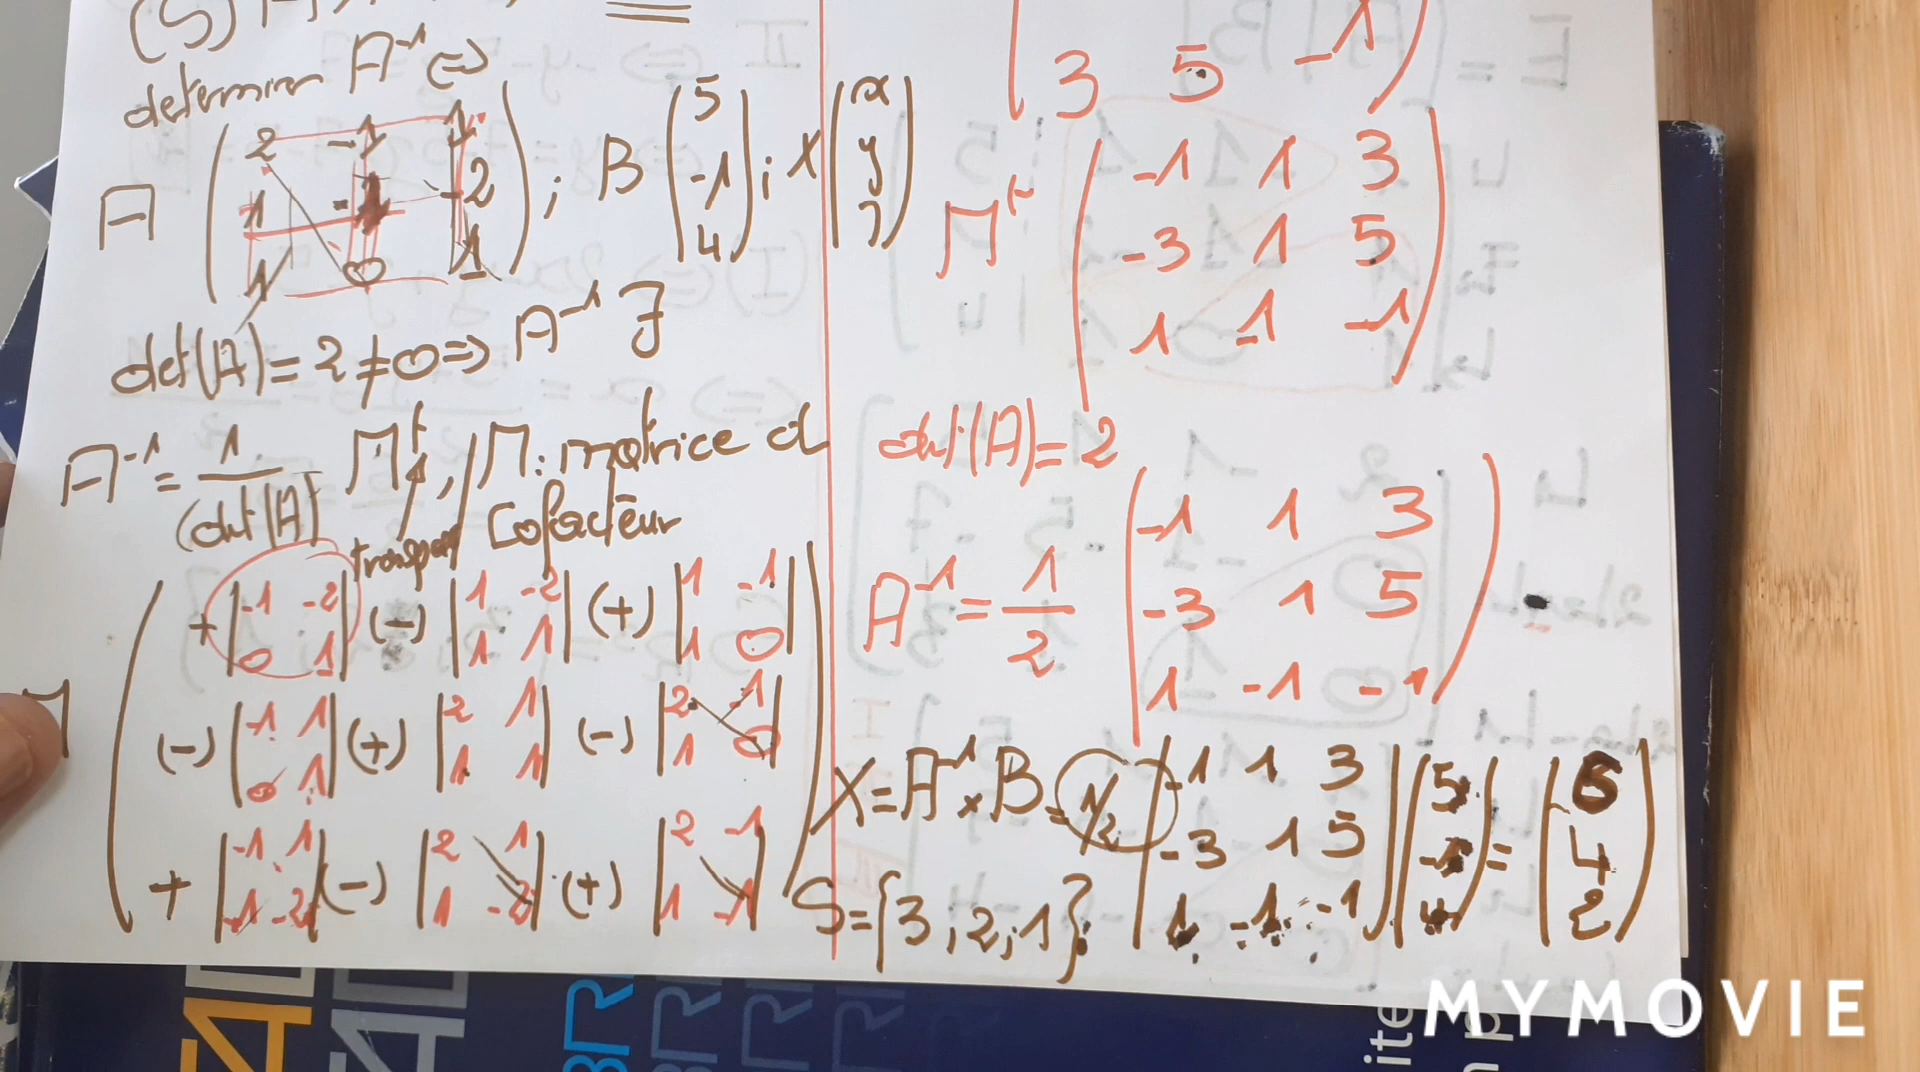 (S)
determiner A⁻¹ ⇔
A ( 2 -1 1 ) ; B ( 5 ) ; X ( x )
( 1 -1 -2 ) ( -1 ) ( y )
( 1 0 1 ) ( 4 ) ( z )
det(A) = 2 ≠ 0 ⇒ A⁻¹ ∃
A⁻¹ = 1/(det(A) Mᵗ, / M: matrice d
Cofacteur
M ( + |-1 -2| (-) |1 -2| (+) |1 -1| )
( |0 1| |1 1| |1 0| )
( (-) |-1 1| (+) |2 1| (-) |2 -1| )
( |0 1| |1 1| |1 0| )
( + |-1 1| (-) |2 1| (+) |2 -1| )
( |-1 -2| |1 -2| |1 -1| )
3 5 -1
Mᵗ ( -1 1 3 )
( -3 1 5 )
( 1 -1 -1 )
det(A) = 2
A⁻¹ = 1/2 ( -1 1 3 )
( -3 1 5 )
( 1 -1 -1 )
X = A⁻¹ × B = 1/2 ( -1 1 3 ) ( 5 ) = ( 6 )
( -3 1 5 ) ( -1 ) ( 4 )
( 1 -1 -1 ) ( 4 ) ( 2 )
S = {3, 2, 1}
MYMOVIE